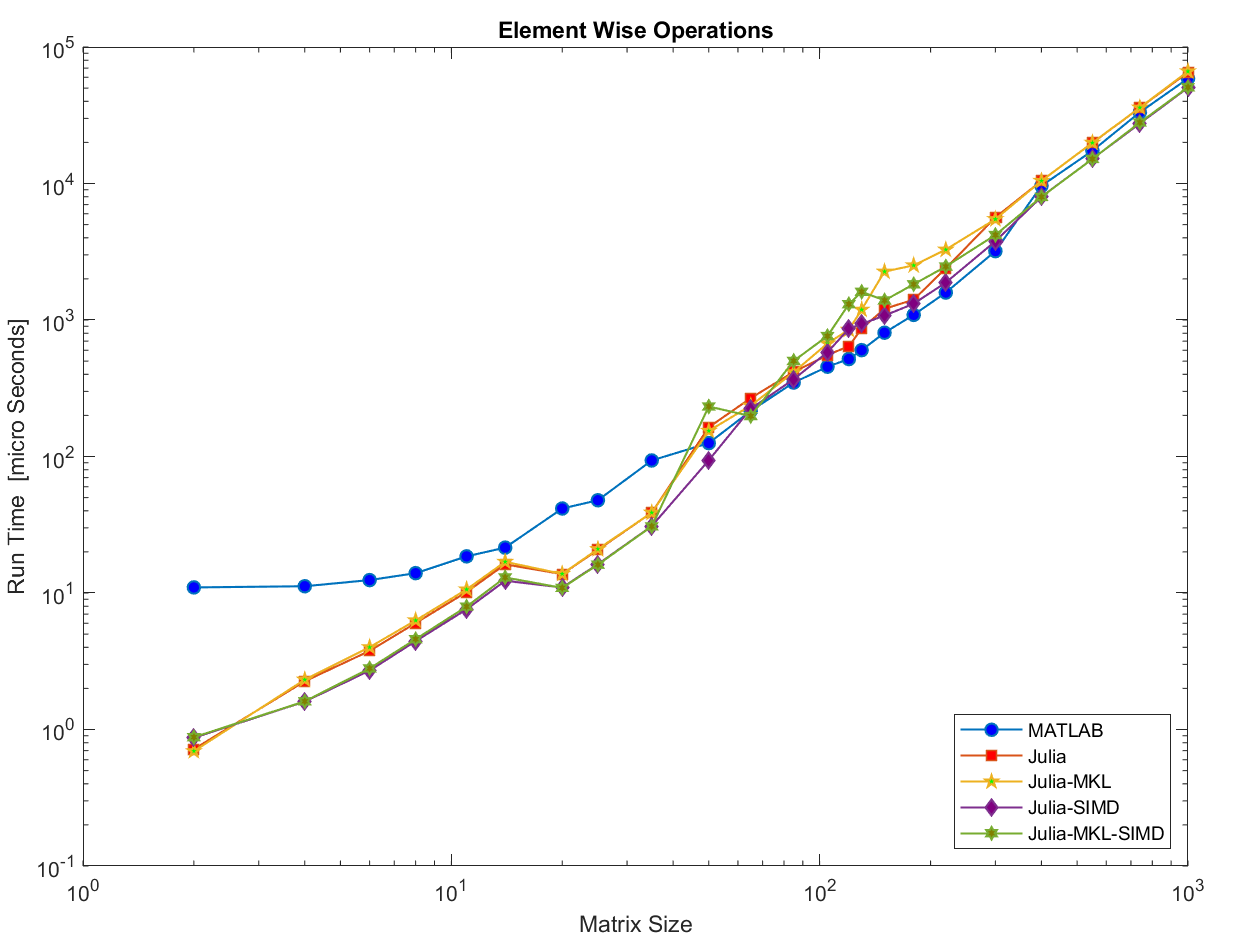 Element Wise Operations
Run Time [micro Seconds]
10^5
10^4
10^3
10^2
10^1
10^0
10^-1
10^0 10^1 10^2 10^3
Matrix Size
MATLAB
Julia
Julia-MKL
Julia-SIMD
Julia-MKL-SIMD